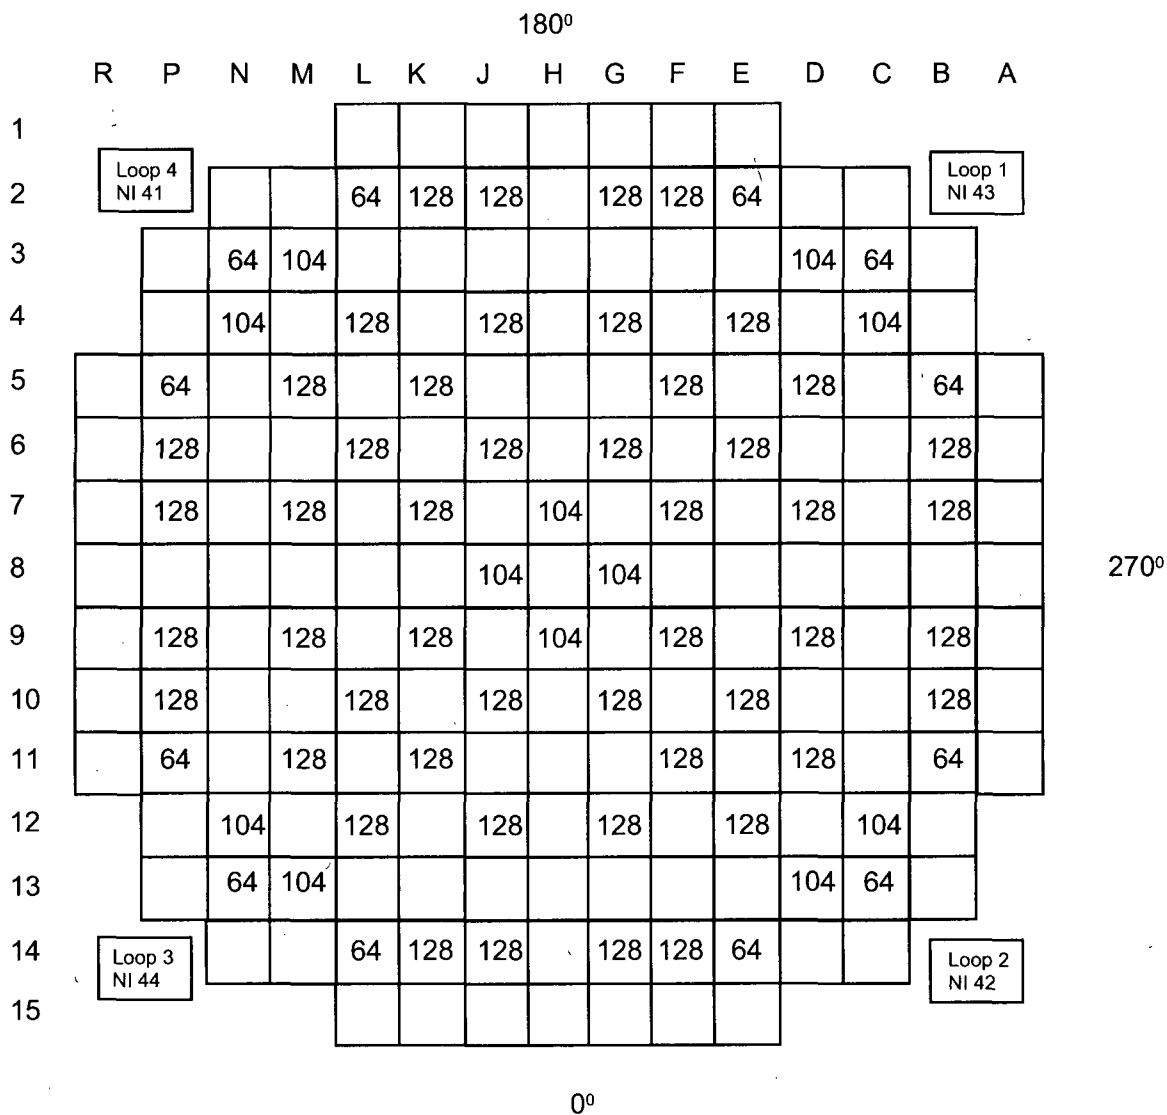 180⁰
R P N M L K J H G F E D C B A
1
Loop 4
NI 41
Loop 1
NI 43
2 64 128 128 128 128 64
3 64 104 104 64
4 104 128 128 128 128 104
5 64 128 128 128 128 64
6 128 128 128 128 128 128
7 128 128 128 104 128 128 128
8 104 104 270⁰
9 128 128 128 104 128 128 128
10 128 128 128 128 128 128
11 64 128 128 128 128 64
12 104 128 128 128 128 104
13 64 104 104 64
14 64 128 128 128 128 64
Loop 3
NI 44
Loop 2
NI 42
15
0⁰